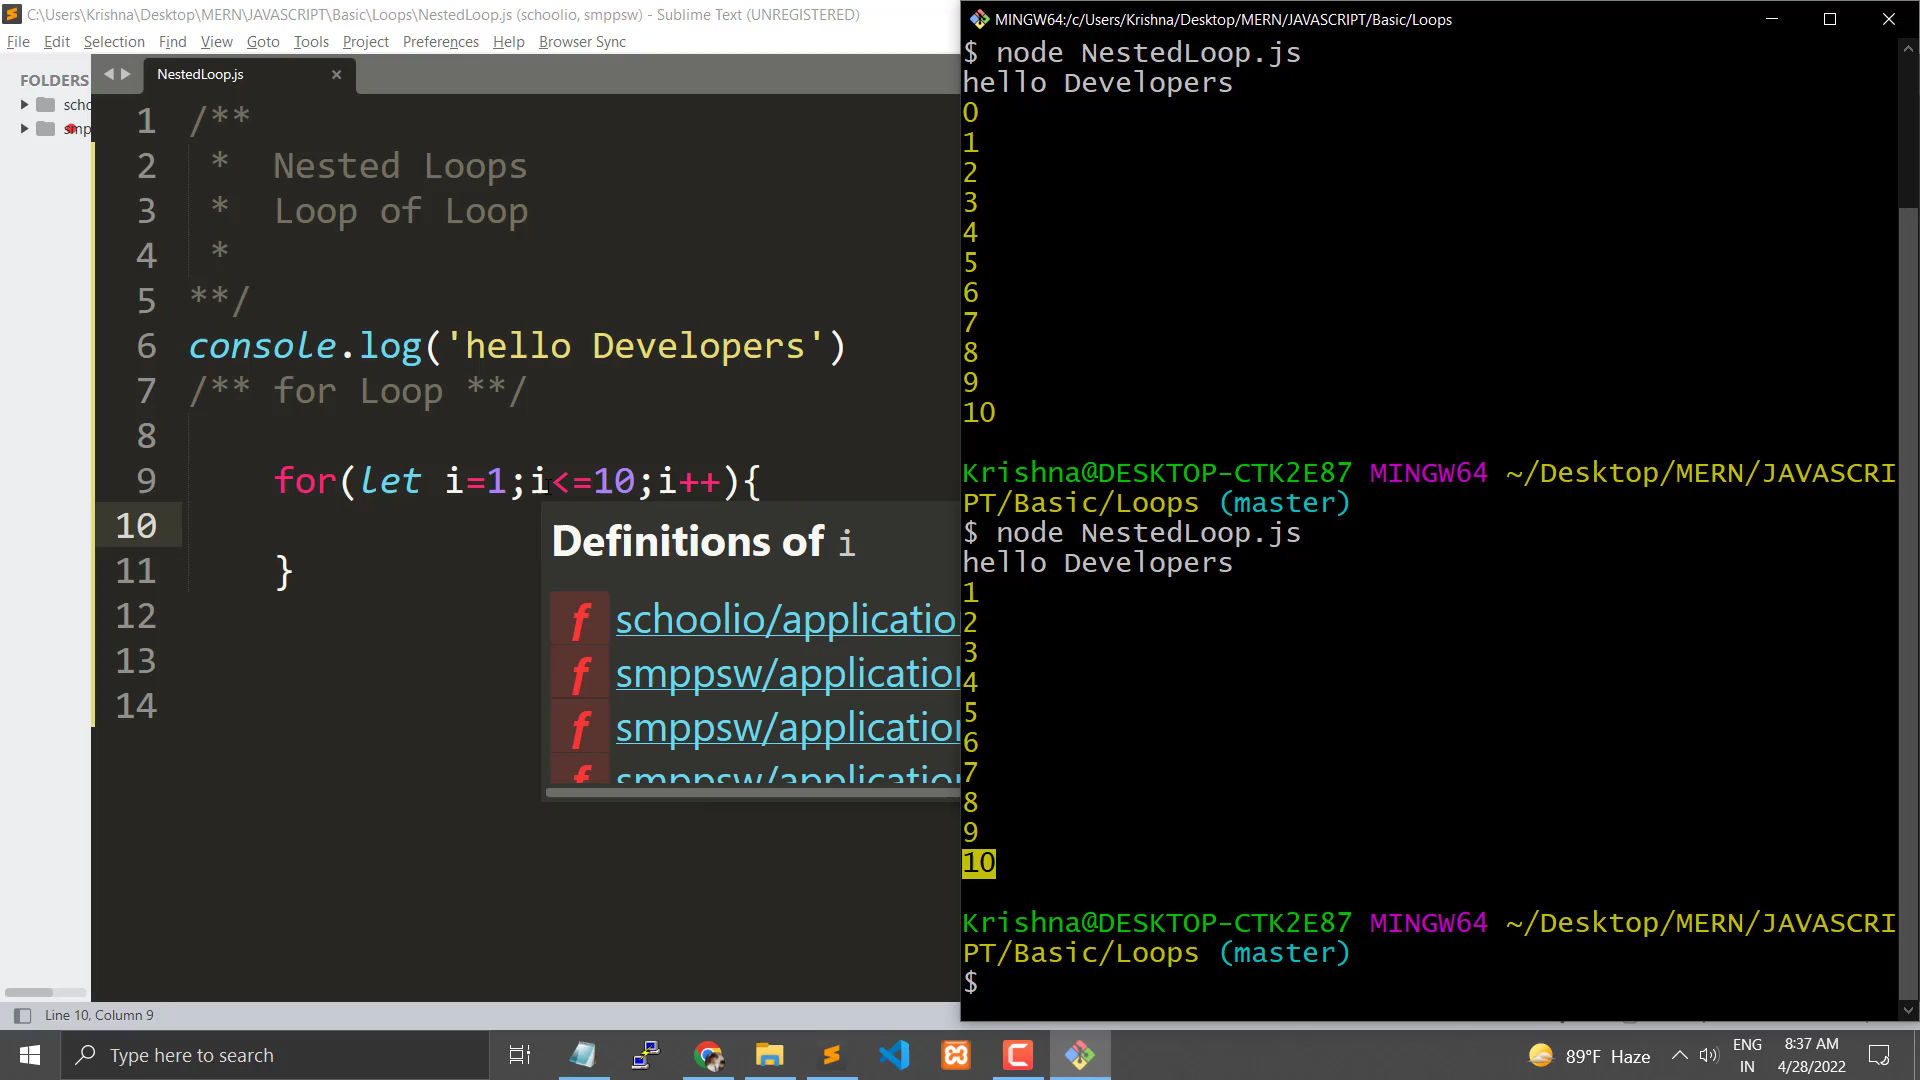 C:\Users\Krishna\Desktop\MERN\JAVASCRIPT\Basic\Loops\NestedLoop.js (schoolio, smppsw) - Sublime Text (UNREGISTERED)
File Edit Selection Find View Goto Tools Project Preferences Help Browser Sync
FOLDERS
scho
smp
NestedLoop.js ×
1 /**
2 * Nested Loops
3 * Loop of Loop
4 *
5 **/
6 console.log('hello Developers')
7 /** for Loop **/
8
9 for(let i=1;i<=10;i++){
10
11 }
12
13
14
Definitions of i
f schoolio/applicatio
f smppsw/application
f smppsw/application
f smppsw/application
Line 10, Column 9
MINGW64:/c/Users/Krishna/Desktop/MERN/JAVASCRIPT/Basic/Loops
$ node NestedLoop.js
hello Developers
0
1
2
3
4
5
6
7
8
9
10
Krishna@DESKTOP-CTK2E87 MINGW64 ~/Desktop/MERN/JAVASCRI
PT/Basic/Loops (master)
$ node NestedLoop.js
hello Developers
1
2
3
4
5
6
7
8
9
10
Krishna@DESKTOP-CTK2E87 MINGW64 ~/Desktop/MERN/JAVASCRI
PT/Basic/Loops (master)
$
Type here to search
89°F Haze
ENG
IN
8:37 AM
4/28/2022